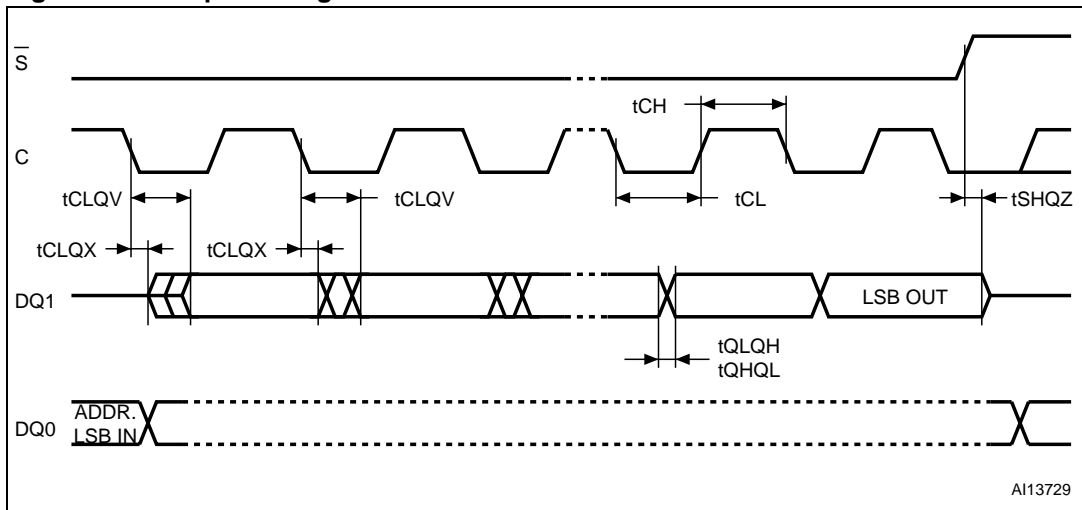 S
tCH
C
tCLQV
tCLQV
tCL
tSHQZ
tCLQX
tCLQX
DQ1
LSB OUT
tQLQH
tQHQL
ADDR.
LSB IN
DQ0
AI13729